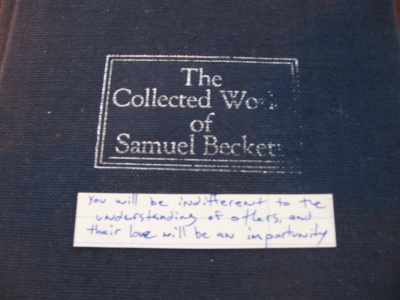 The
Collected Wor
of
Samuel Becket
you will be indifferent to the
understanding of others, and
their love will be an importunity